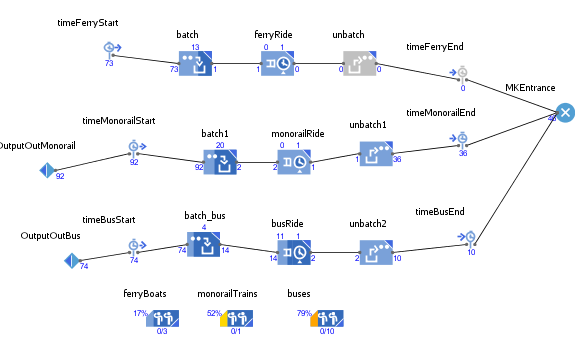 timeFerryStart
batch
ferryRide
unbatch
timeFerryEnd
13
0 1
73
73 1
1 0
0 0
0
MKEntrance
timeMonorailStart
batch1
monorailRide
unbatch1
timeMonorailEnd
OutputOutMonorail
20
0 1
92
92
92 2
2 1
1 36
36
timeBusStart
batch_bus
busRide
unbatch2
timeBusEnd
OutputOutBus
4
11 1
74
74
74 14
14 2
2 10
10
ferryBoats
monorailTrains
buses
17%
52%
79%
0/3
0/1
0/10